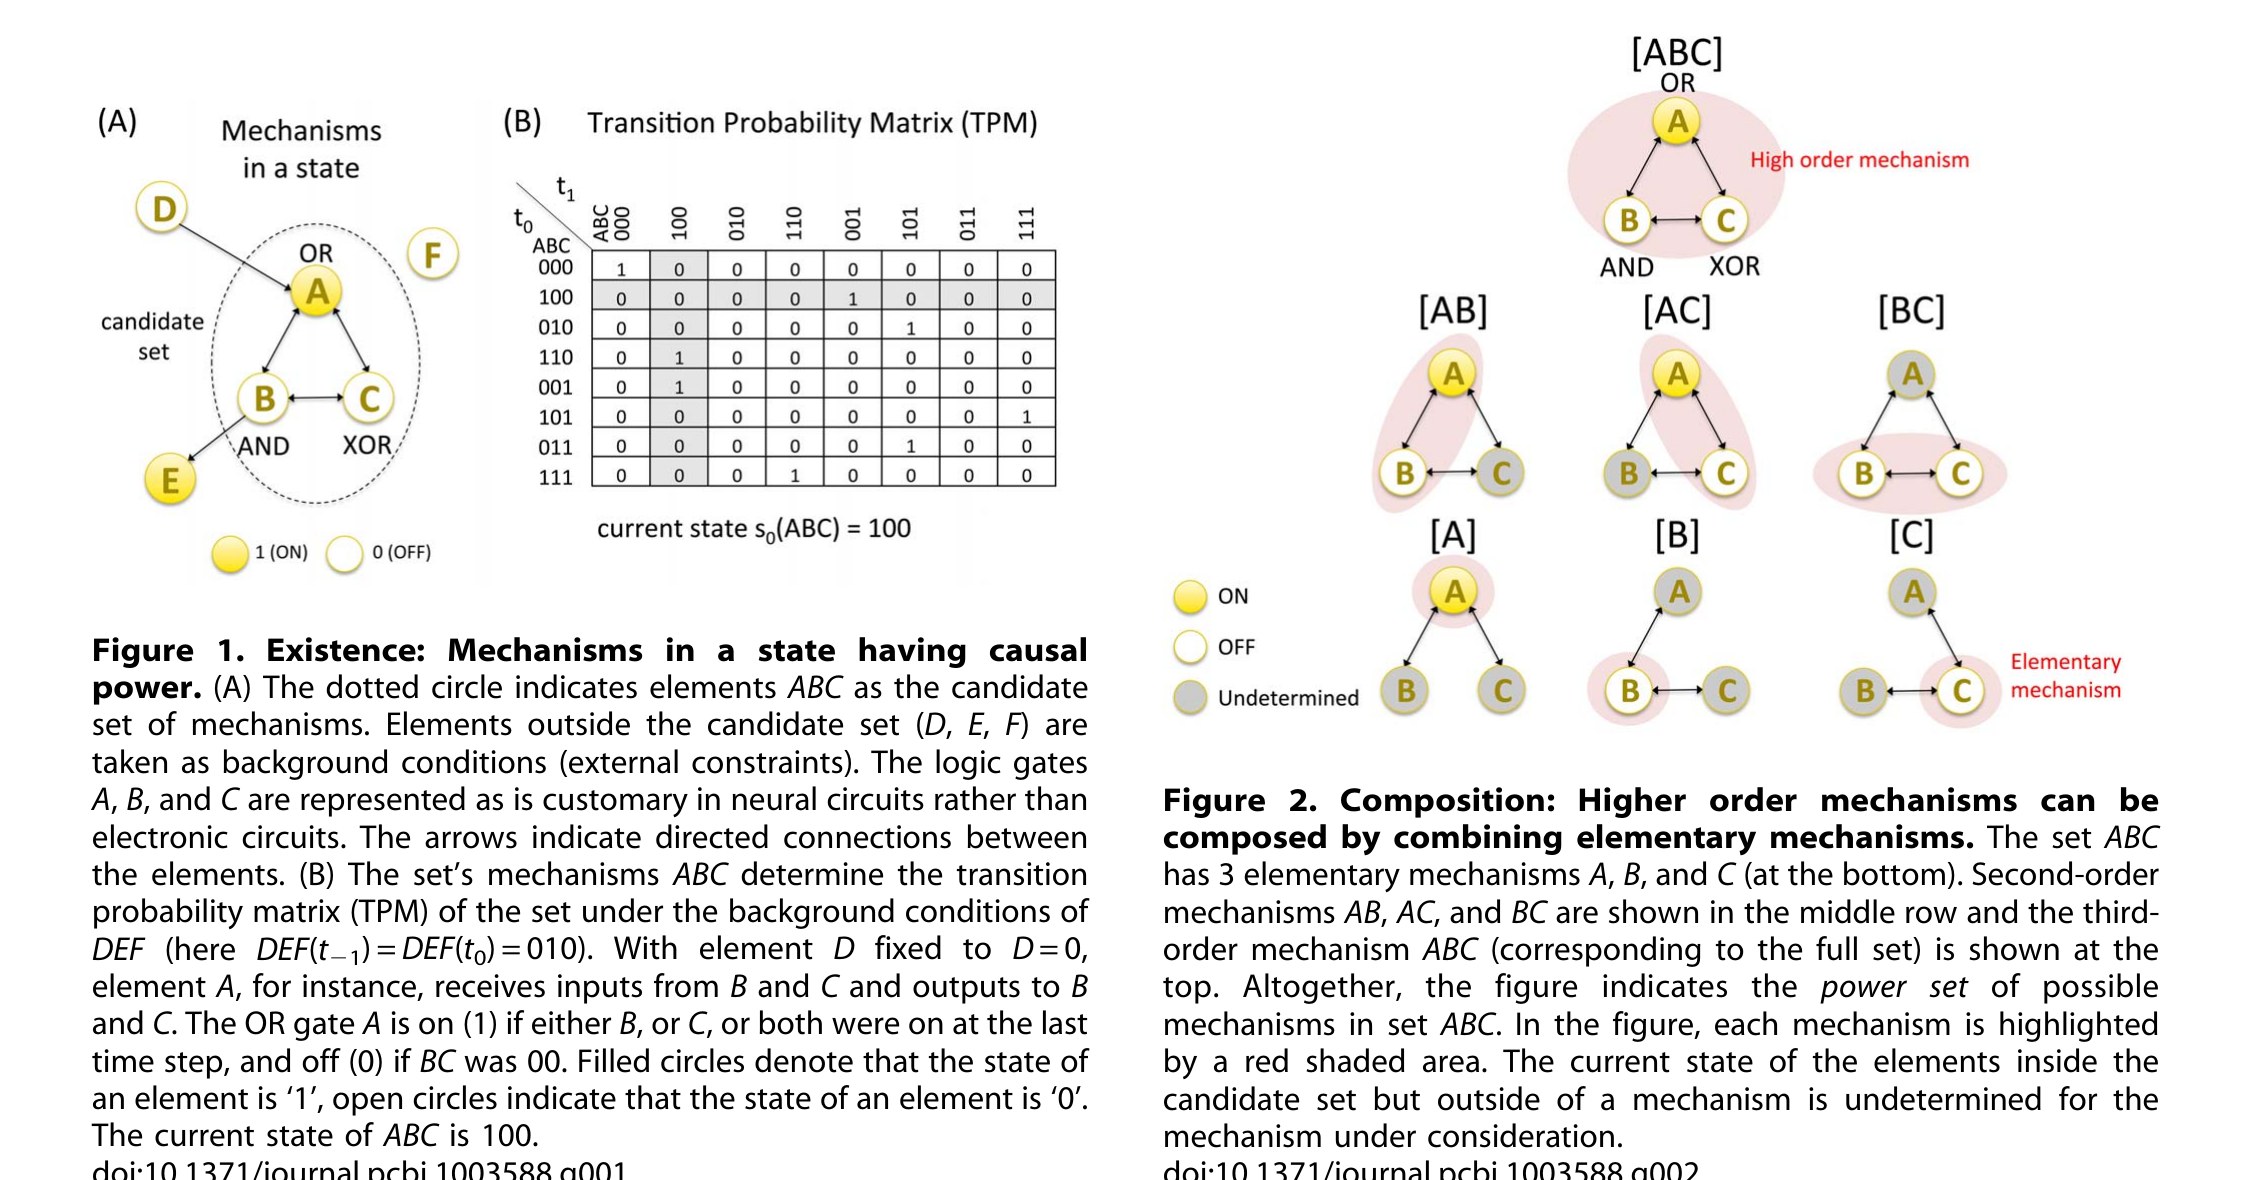 (A)
Mechanisms
in a state
D
F
OR
A
candidate
set
B
C
AND
XOR
E
1 (ON)
0 (OFF)
(B)
Transition Probability Matrix (TPM)
t1
t0
ABC
ABC 000 100 010 110 001 101 011 111
000 1 0 0 0 0 0 0 0
100 0 0 0 0 1 0 0 0
010 0 0 0 0 0 1 0 0
110 0 1 0 0 0 0 0 0
001 0 1 0 0 0 0 0 0
101 0 0 0 0 0 0 0 1
011 0 0 0 0 0 1 0 0
111 0 0 0 1 0 0 0 0
current state s0(ABC) = 100
Figure 1. Existence: Mechanisms in a state having causal
power. (A) The dotted circle indicates elements ABC as the candidate
set of mechanisms. Elements outside the candidate set (D, E, F) are
taken as background conditions (external constraints). The logic gates
A, B, and C are represented as is customary in neural circuits rather than
electronic circuits. The arrows indicate directed connections between
the elements. (B) The set's mechanisms ABC determine the transition
probability matrix (TPM) of the set under the background conditions of
DEF (here DEF(t−1) = DEF(t0) = 010). With element D fixed to D = 0,
element A, for instance, receives inputs from B and C and outputs to B
and C. The OR gate A is on (1) if either B, or C, or both were on at the last
time step, and off (0) if BC was 00. Filled circles denote that the state of
an element is '1', open circles indicate that the state of an element is '0'.
The current state of ABC is 100.
doi:10.1371/journal.pcbi.1003588.g001
[ABC]
OR
A
High order mechanism
B C
AND XOR
[AB] [AC] [BC]
A A A
B C B C B C
[A] [B] [C]
A A A
B C B C B C
ON
OFF
Undetermined
Elementary
mechanism
Figure 2. Composition: Higher order mechanisms can be
composed by combining elementary mechanisms. The set ABC
has 3 elementary mechanisms A, B, and C (at the bottom). Second-order
mechanisms AB, AC, and BC are shown in the middle row and the third-
order mechanism ABC (corresponding to the full set) is shown at the
top. Altogether, the figure indicates the power set of possible
mechanisms in set ABC. In the figure, each mechanism is highlighted
by a red shaded area. The current state of the elements inside the
candidate set but outside of a mechanism is undetermined for the
mechanism under consideration.
doi:10.1371/journal.pcbi.1003588.g002